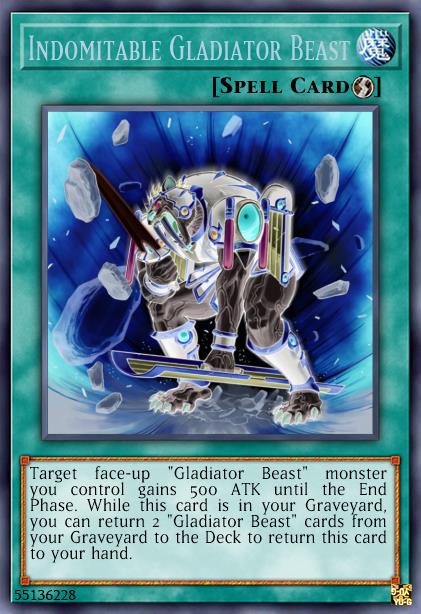 Indomitable Gladiator Beast
魔
[Spell Card]
Target face-up "Gladiator Beast" monster
you control gains 500 ATK until the End
Phase. While this card is in your Graveyard,
you can return 2 "Gladiator Beast" cards from
your Graveyard to the Deck to return this card
to your hand.
55136228